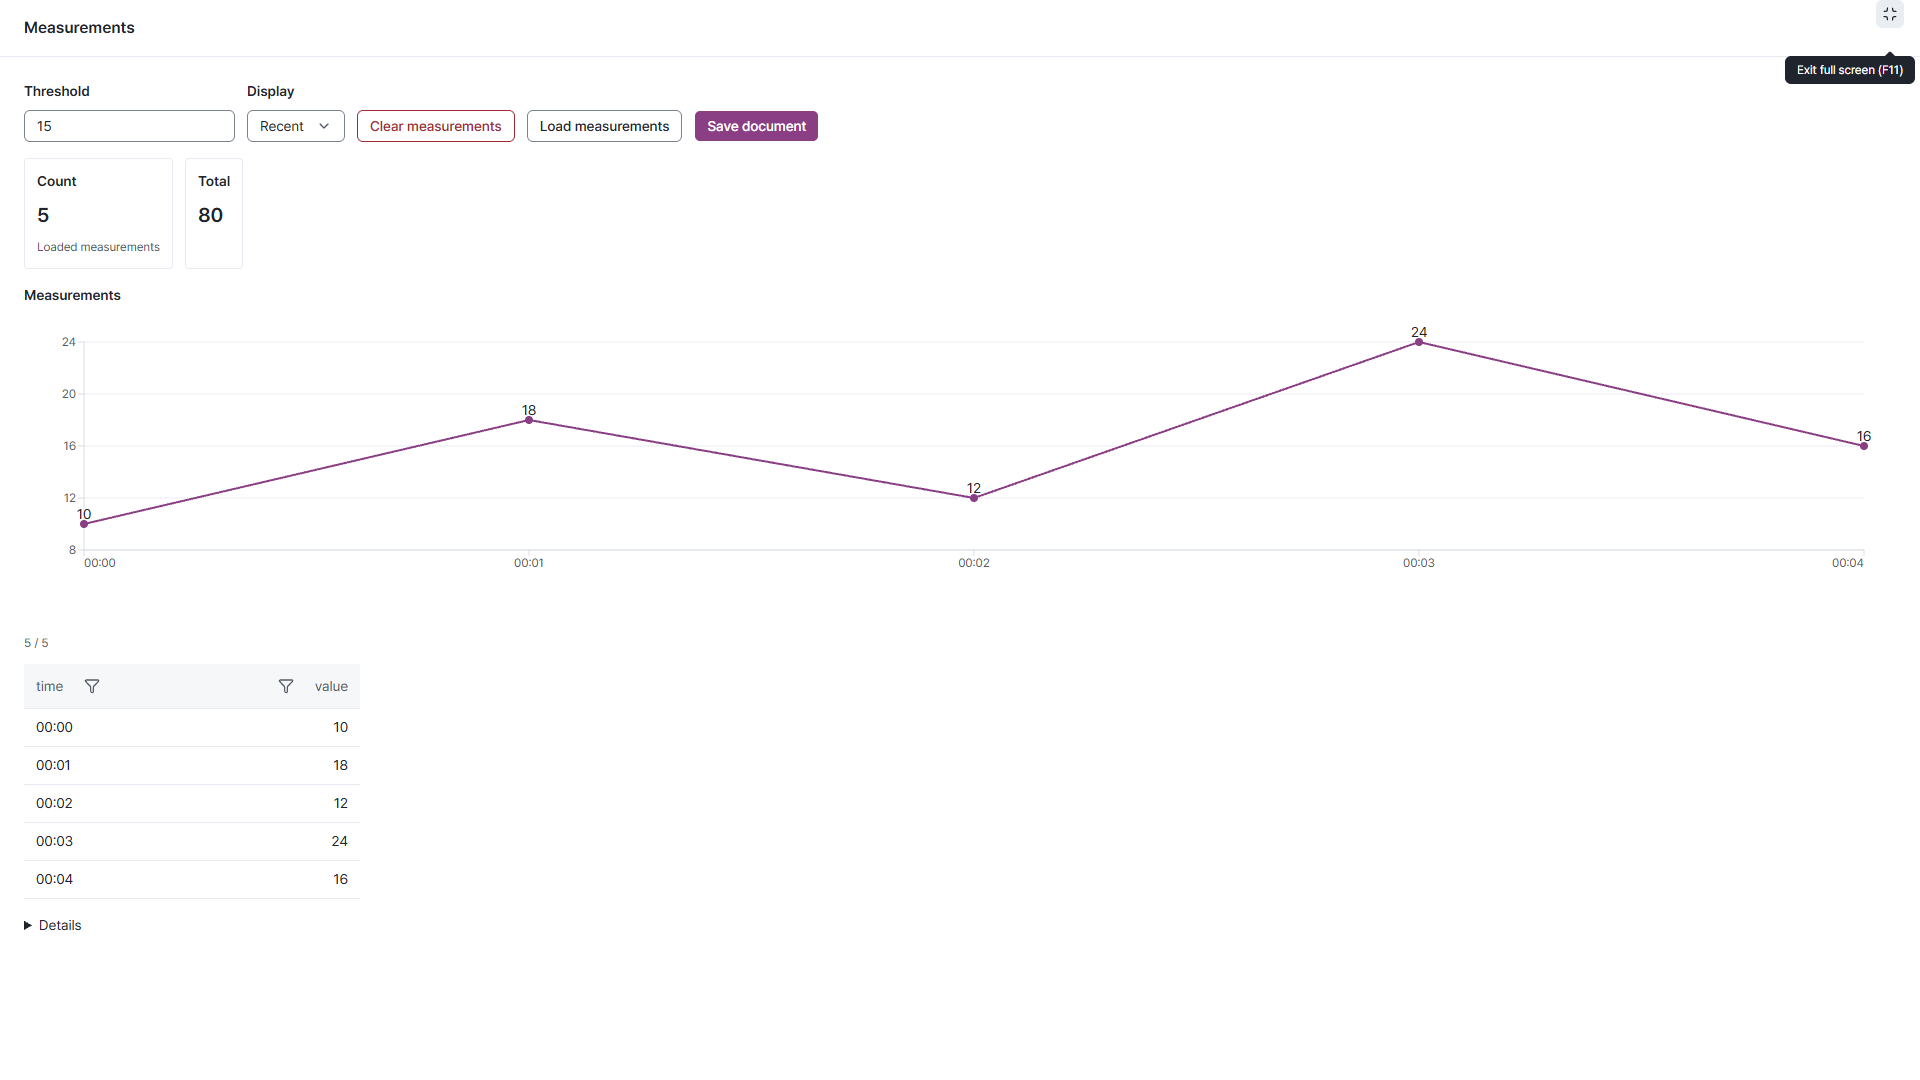 Measurements
Exit full screen (F11)
Threshold Display
15 Recent Clear measurements Load measurements Save document
Count Total
5 80
Loaded measurements
Measurements
24
24
20
18
16
16
12
12
10
8
00:00 00:01 00:02 00:03 00:04
5 / 5
time value
00:00 10
00:01 18
00:02 12
00:03 24
00:04 16
Details